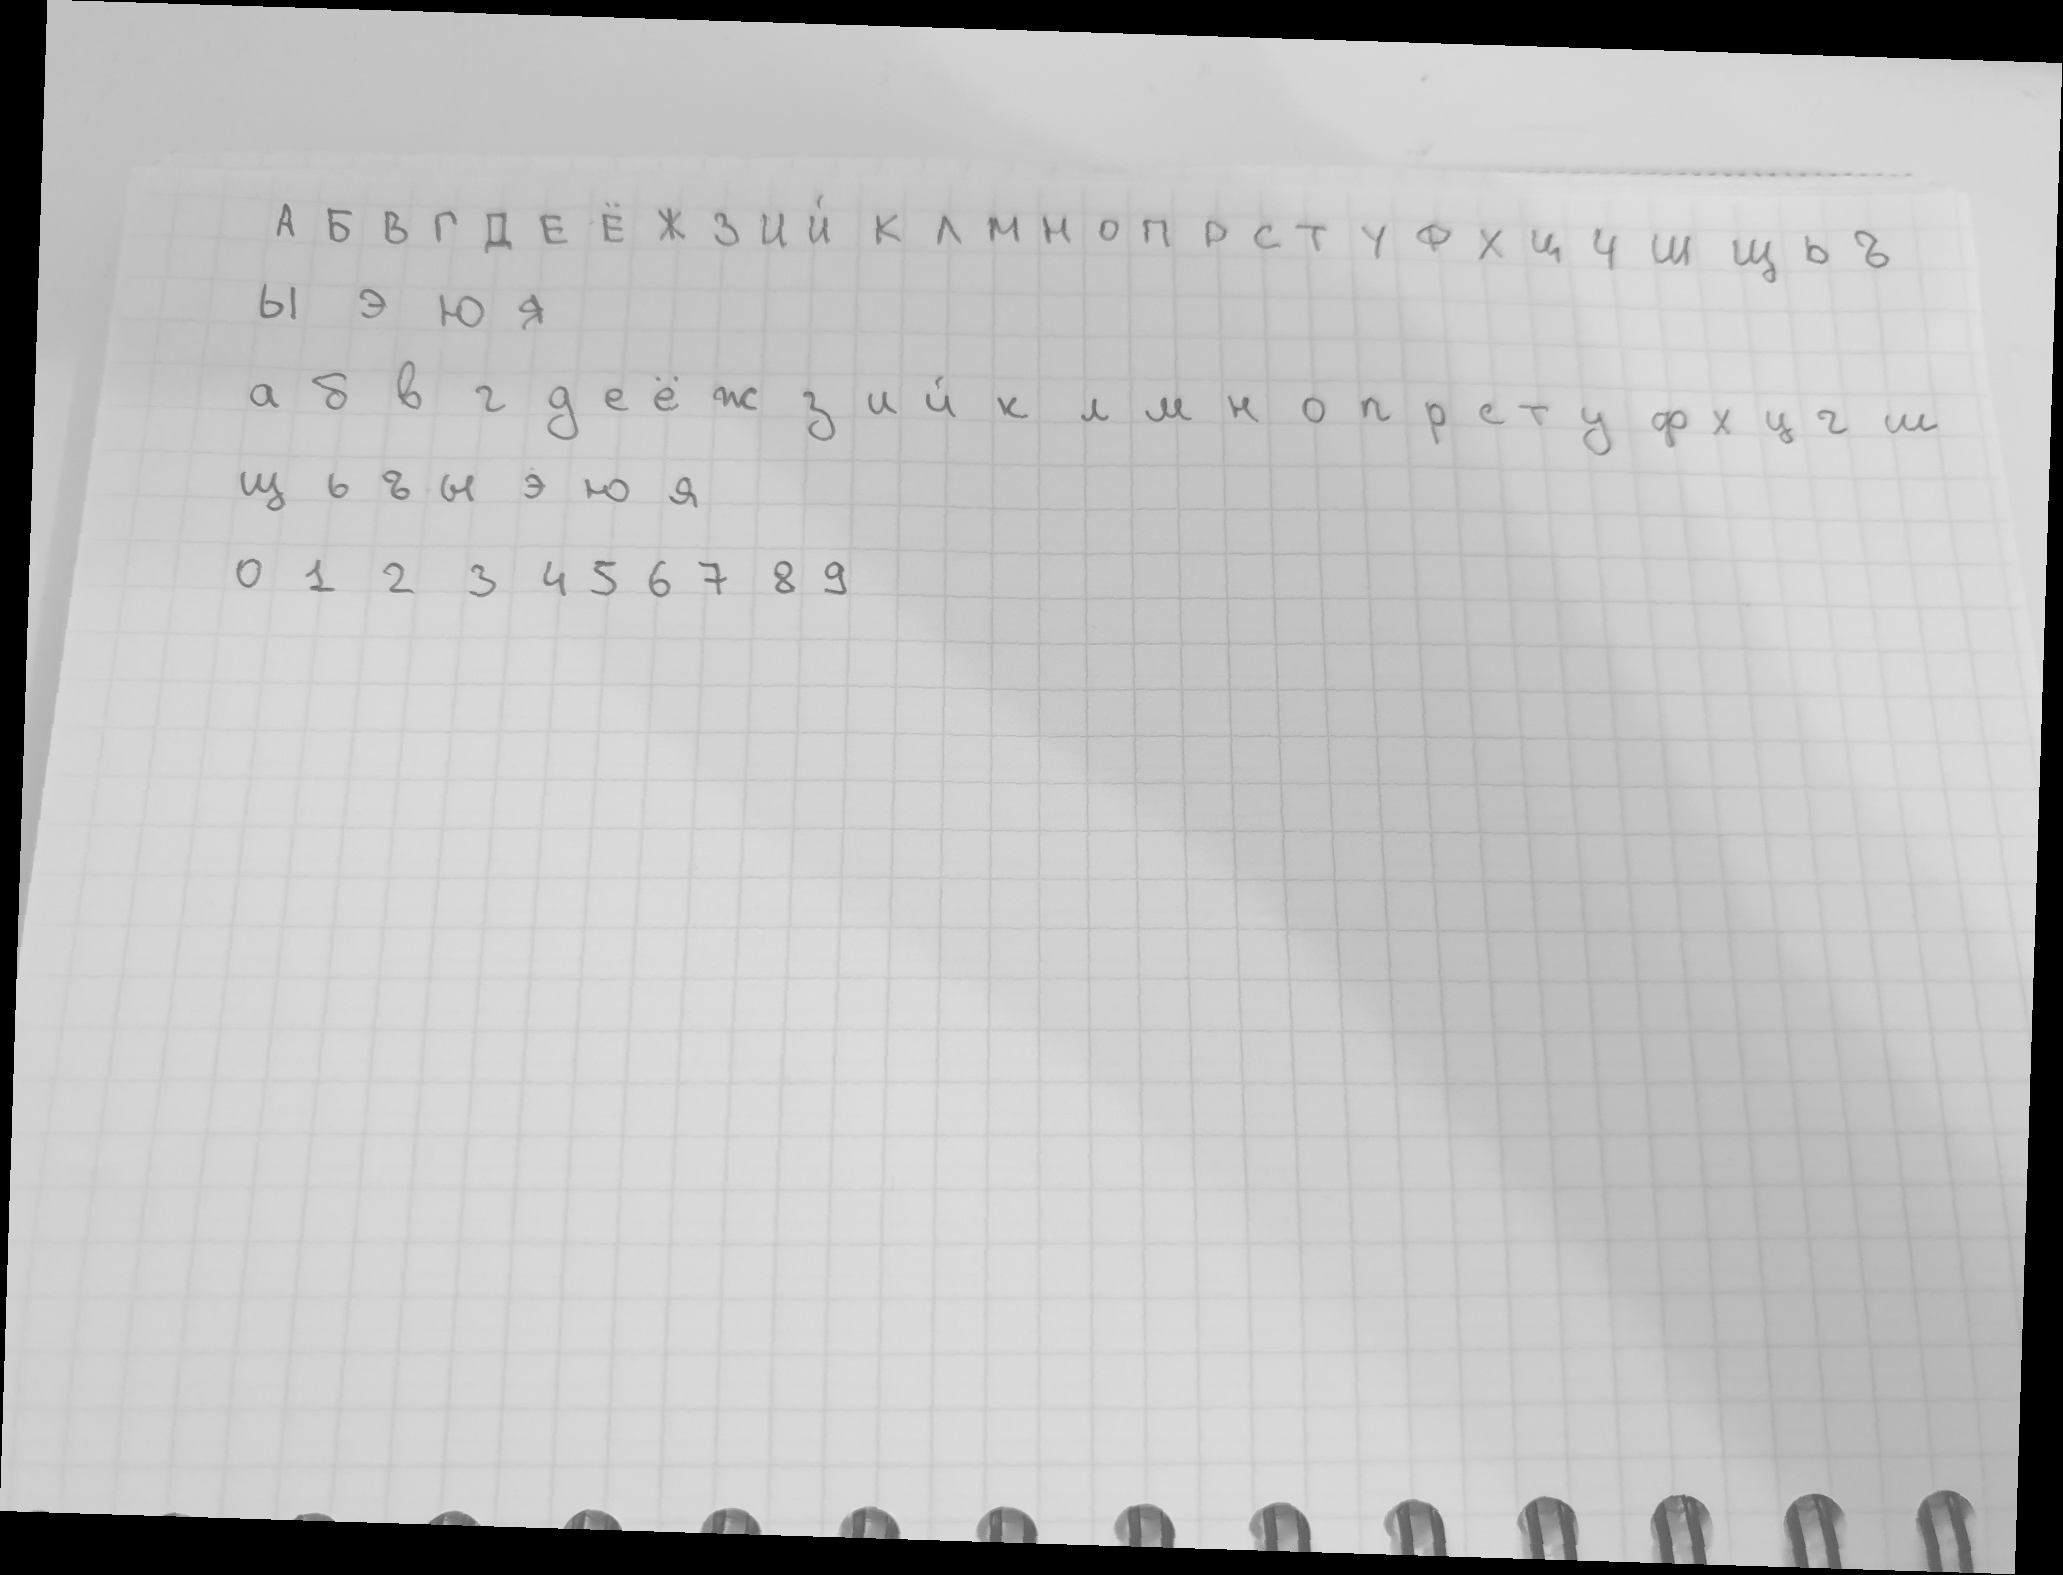 А Б В Г Д Е Ё Ж З И Й К Л М Н О П Р С Т У Ф Х Ц Ч Ш Щ Ь Ъ
Ы Э Ю Я
а б в г д е ё ж з и й к л м н о п р с т у ф х ц ч ш
щ ь ъ ы э ю я
0 1 2 3 4 5 6 7 8 9